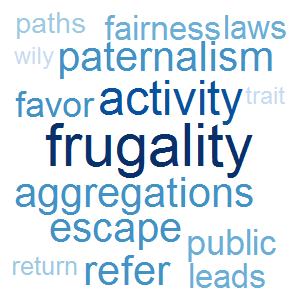 paths fairness laws
wily paternalism
favor activity trait
frugality
aggregations
escape public
return refer leads